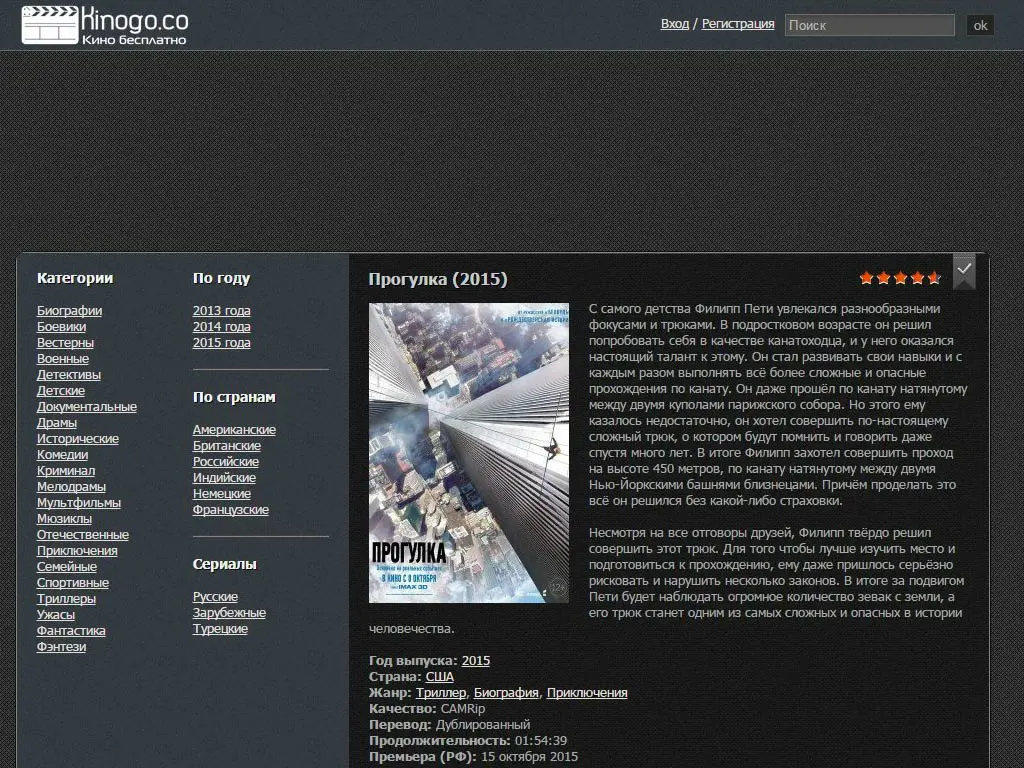 Kinogo.co
Кино бесплатно
Вход / Регистрация
Поиск
ok
Категории
Биографии
Боевики
Вестерны
Военные
Детективы
Детские
Документальные
Драмы
Исторические
Комедии
Криминал
Мелодрамы
Мультфильмы
Мюзиклы
Отечественные
Приключения
Семейные
Спортивные
Триллеры
Ужасы
Фантастика
Фэнтези
По году
2013 года
2014 года
2015 года
По странам
Американские
Британские
Российские
Индийские
Немецкие
Французские
Сериалы
Русские
Зарубежные
Турецкие
Прогулка (2015)
ПРОГУЛКА
В КИНО С 8 ОКТЯБРЯ
IMAX 3D
12+
С самого детства Филипп Пети увлекался разнообразными
фокусами и трюками. В подростковом возрасте он решил
попробовать себя в качестве канатоходца, и у него оказался
настоящий талант к этому. Он стал развивать свои навыки и с
каждым разом выполнять всё более сложные и опасные
прохождения по канату. Он даже прошёл по канату натянутому
между двумя куполами парижского собора. Но этого ему
казалось недостаточно, он хотел совершить по-настоящему
сложный трюк, о котором будут помнить и говорить даже
спустя много лет. В итоге Филипп захотел совершить проход
на высоте 450 метров, по канату натянутому между двумя
Нью-Йоркскими башнями близнецами. Причём проделать это
всё он решился без какой-либо страховки.
Несмотря на все отговоры друзей, Филипп твёрдо решил
совершить этот трюк. Для того чтобы лучше изучить место и
подготовиться к прохождению, ему даже пришлось серьёзно
рисковать и нарушить несколько законов. В итоге за подвигом
Пети будет наблюдать огромное количество зевак с земли, а
его трюк станет одним из самых сложных и опасных в истории
человечества.
Год выпуска: 2015
Страна: США
Жанр: Триллер, Биография, Приключения
Качество: CAMRip
Перевод: Дублированный
Продолжительность: 01:54:39
Премьера (РФ): 15 октября 2015